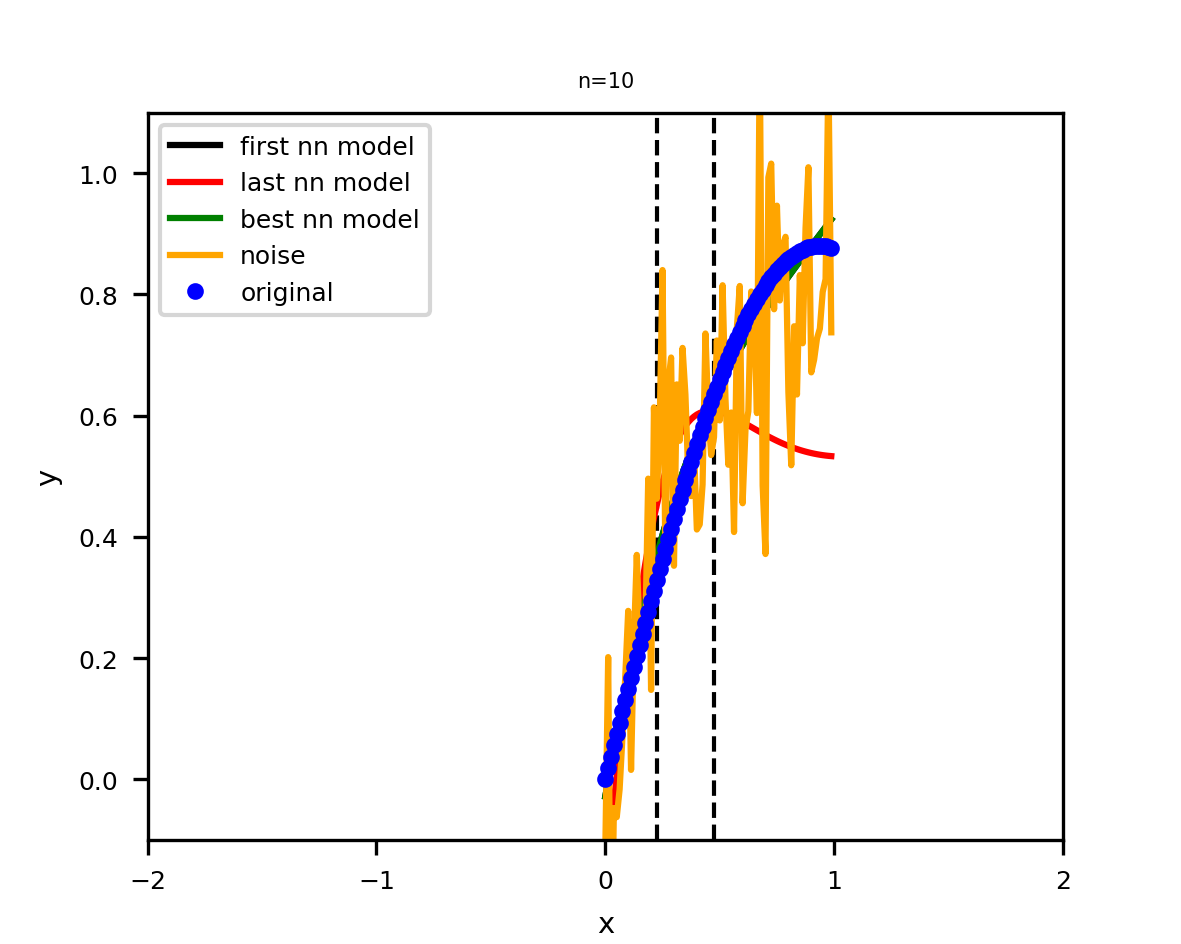 n=10
first nn model
last nn model
best nn model
noise
original
1.0
0.8
0.6
0.4
0.2
0.0
y
−2
−1
0
1
2
x